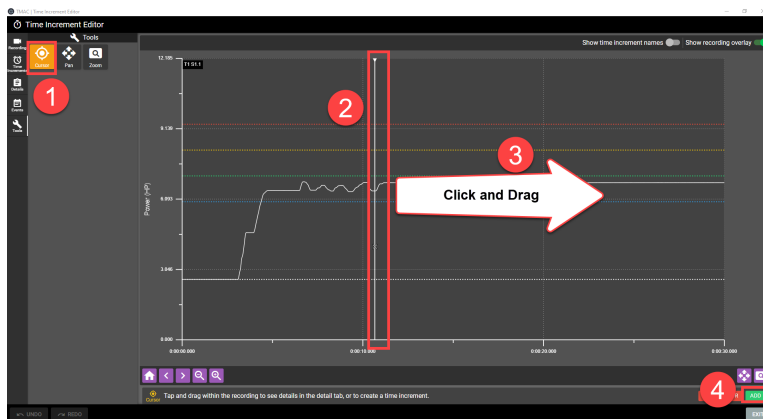 TMAC | Time Increment Editor
Time Increment Editor
Recording
Time Increments
Details
Events
Tools
Tools
Cursor
Pan
Zoom
1
Show time increment names
Show recording overlay
12.185
T1 S1.1
9.139
6.093
3.046
0.000
Power (HP)
2
3
Click and Drag
0:00:00.000
0:00:10.000
0:00:20.000
0:00:30.000
Cursor
Tap and drag within the recording to see details in the detail tab, or to create a time increment.
4
ADD
UNDO
REDO
EXIT